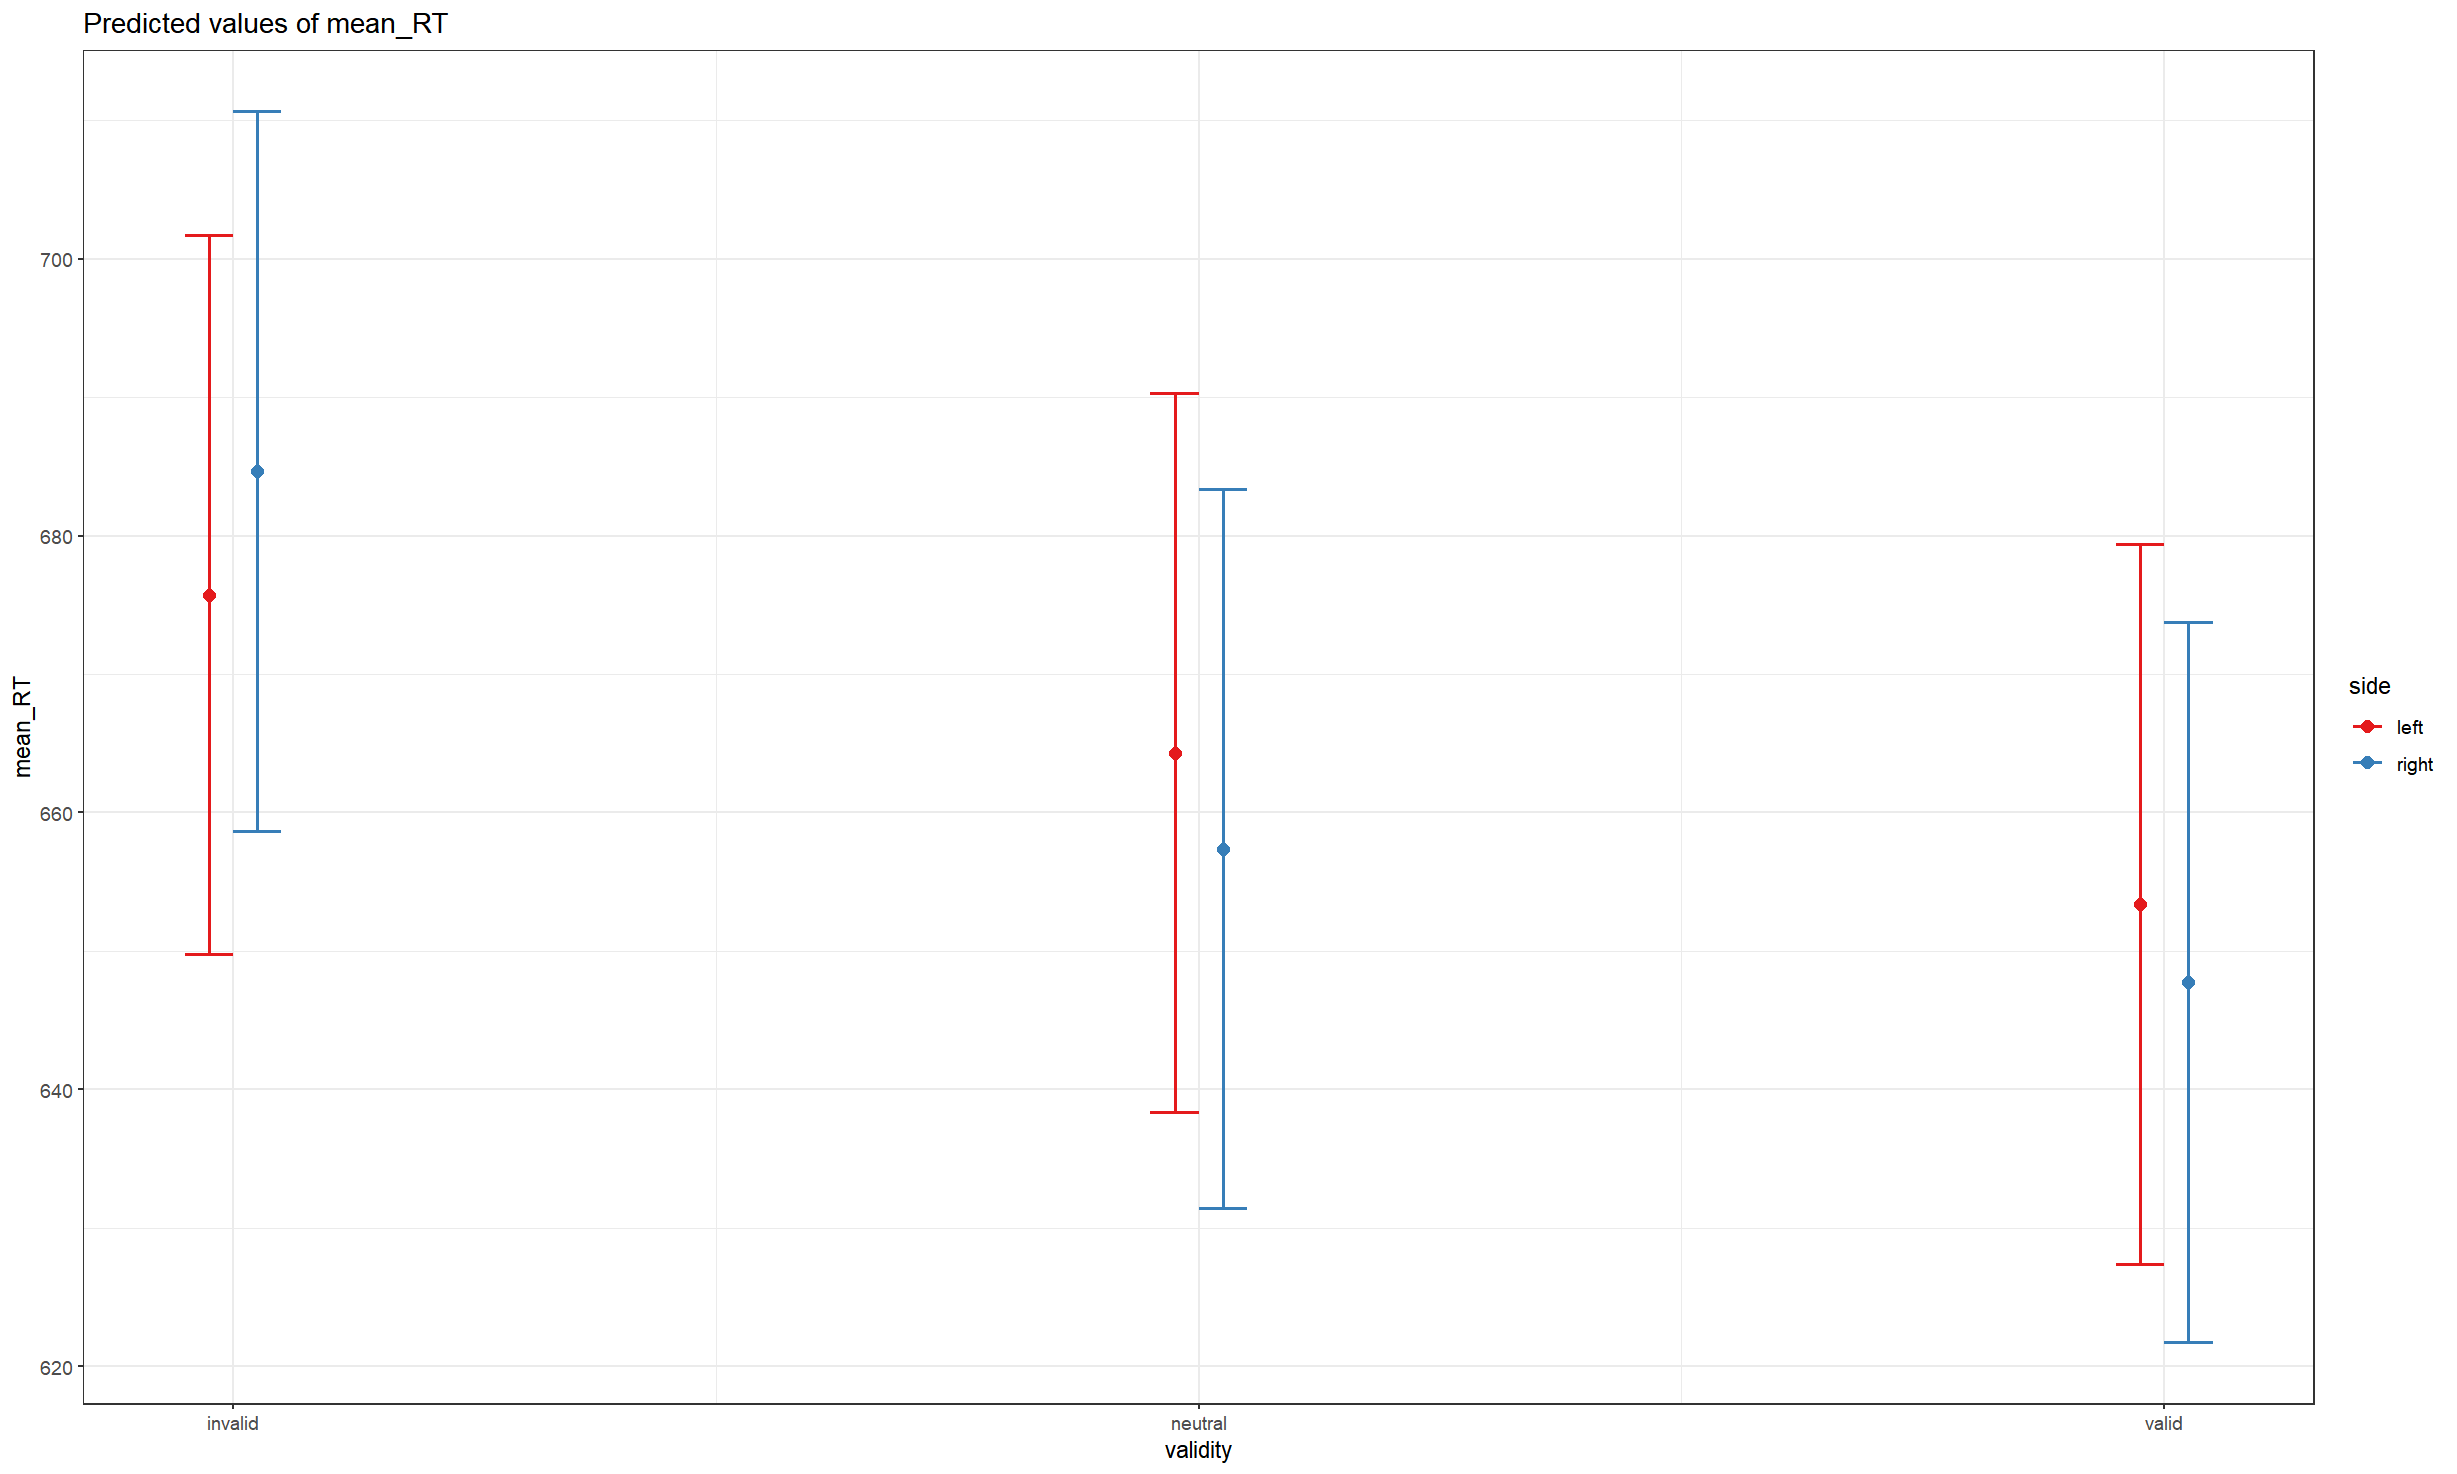 Predicted values of mean_RT
700
680
660
640
620
mean_RT
invalid
neutral
valid
validity
side
left
right